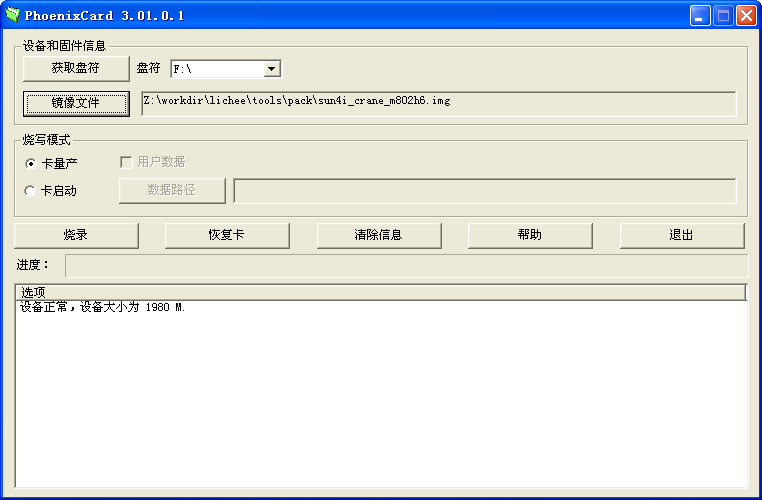 PhoenixCard 3.01.0.1
设备和固件信息
获取盘符 盘符 F:\
镜像文件 Z:\workdir\lichee\tools\pack\sun4i_crane_m802h6.img
烧写模式
卡量产 用户数据
卡启动 数据路径
烧录 恢复卡 清除信息 帮助 退出
进度：
选项
设备正常，设备大小为 1980 M.